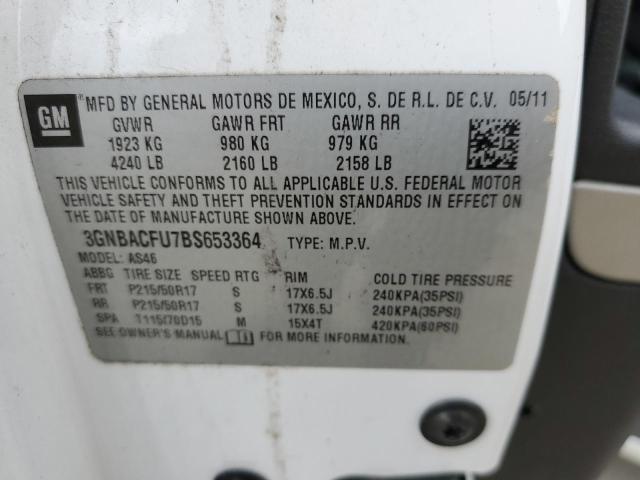 GM ® MFD BY GENERAL MOTORS DE MEXICO, S. DE R.L. DE C.V. 05/11
GVWR GAWR FRT GAWR RR
1923 KG 980 KG 979 KG
4240 LB 2160 LB 2158 LB
THIS VEHICLE CONFORMS TO ALL APPLICABLE U.S. FEDERAL MOTOR
VEHICLE SAFETY AND THEFT PREVENTION STANDARDS IN EFFECT ON
THE DATE OF MANUFACTURE SHOWN ABOVE.
3GNBACFU7BS653364 TYPE: M.P.V.
MODEL: AS46
ABBG TIRE SIZE SPEED RTG RIM COLD TIRE PRESSURE
FRT P215/50R17 S 17X6.5J 240KPA(35PSI)
RR P215/50R17 S 17X6.5J 240KPA(35PSI)
SPA T115/70D15 M 15X4T 420KPA(60PSI)
SEE OWNER'S MANUAL FOR MORE INFORMATION.